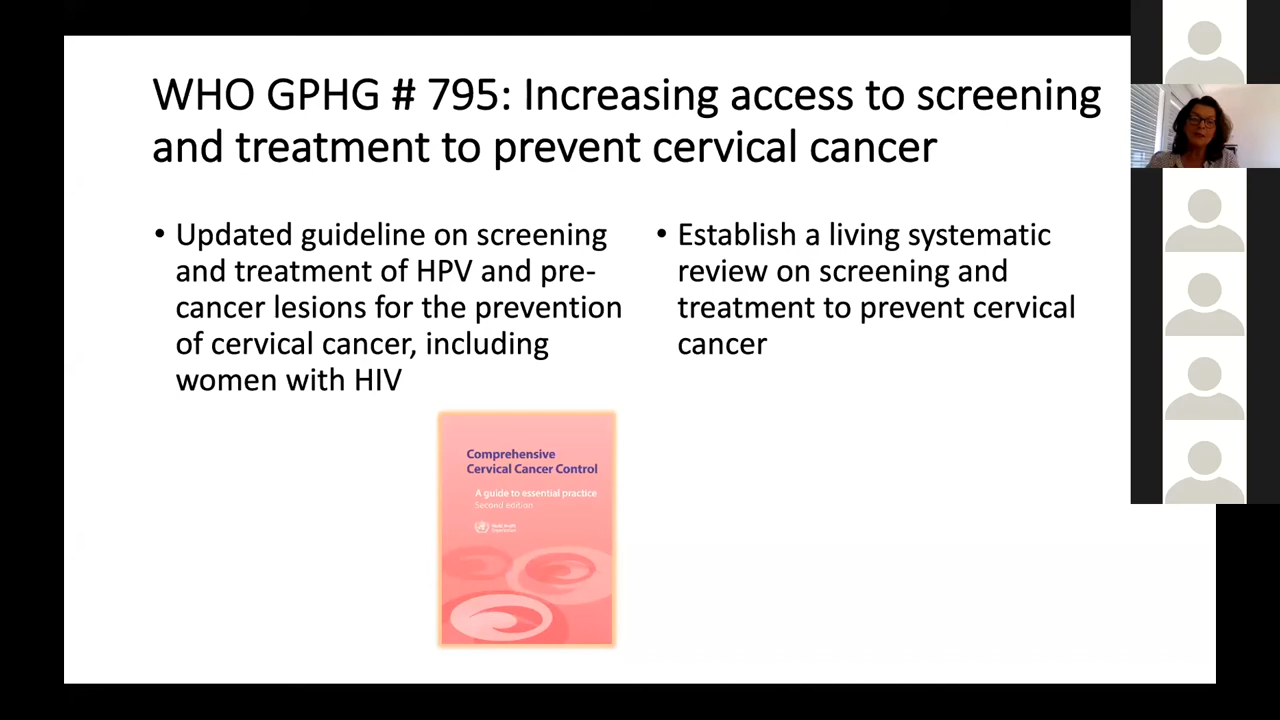 WHO GPHG # 795: Increasing access to screening
and treatment to prevent cervical cancer
• Updated guideline on screening
and treatment of HPV and pre-
cancer lesions for the prevention
of cervical cancer, including
women with HIV
• Establish a living systematic
review on screening and
treatment to prevent cervical
cancer
Comprehensive
Cervical Cancer Control
A guide to essential practice
Second edition
World Health
Organization